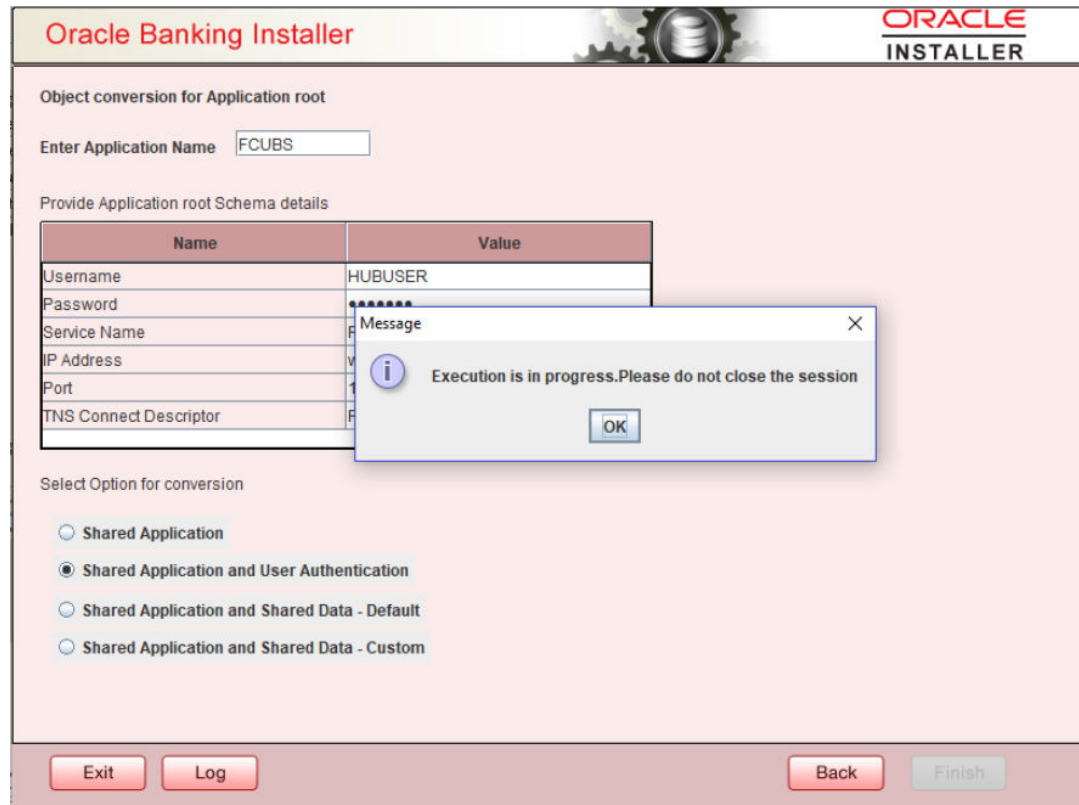 Oracle Banking Installer
ORACLE
INSTALLER
Object conversion for Application root
Enter Application Name FCUBS
Provide Application root Schema details
Name Value
Username HUBUSER
Password •••••••
Service Name
IP Address
Port
TNS Connect Descriptor
Message
Execution is in progress.Please do not close the session
OK
Select Option for conversion
Shared Application
Shared Application and User Authentication
Shared Application and Shared Data - Default
Shared Application and Shared Data - Custom
Exit Log Back Finish